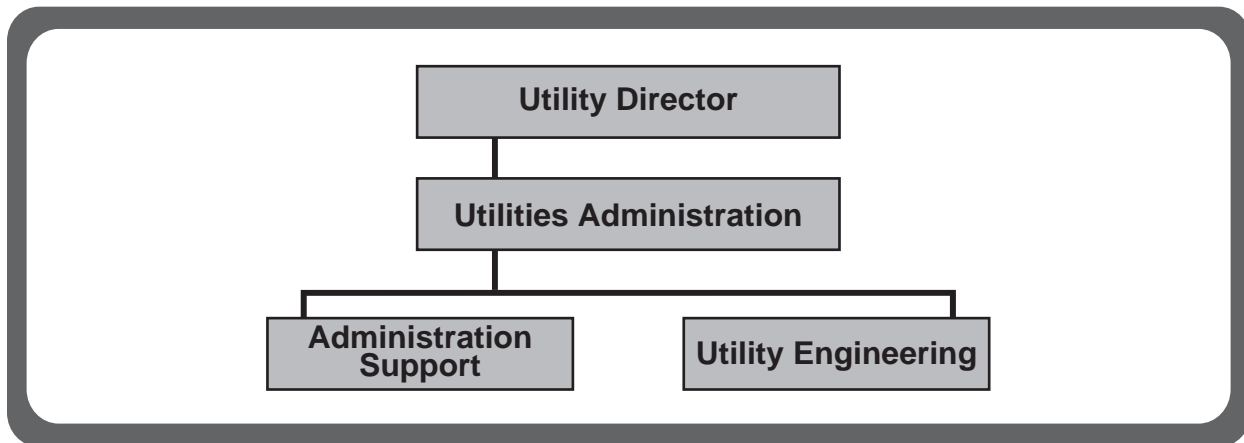 Utility Director
Utilities Administration
Administration
Support
Utility Engineering